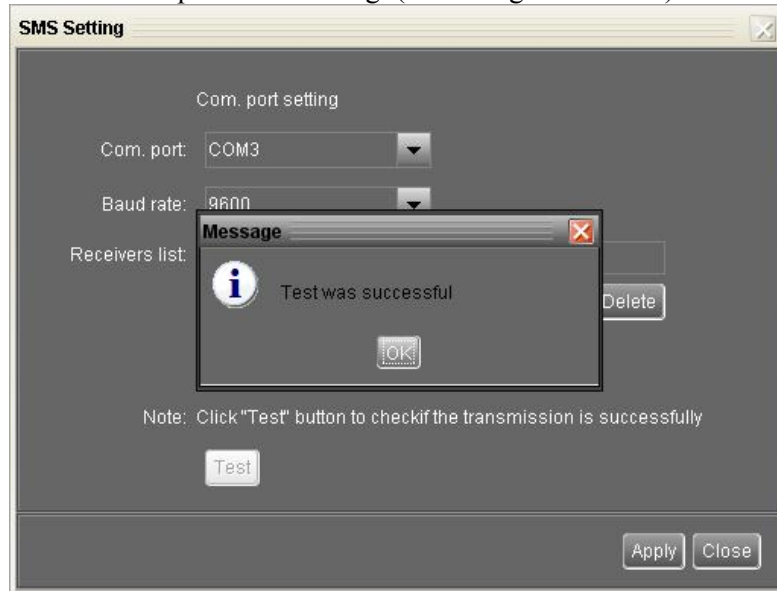 SMS Setting
Com. port setting
Com. port: COM3
Baud rate: 9600
Message
Receivers list:
Test was successful
Delete
OK
Note: Click "Test" button to checkif the transmission is successfully
Test
Apply Close